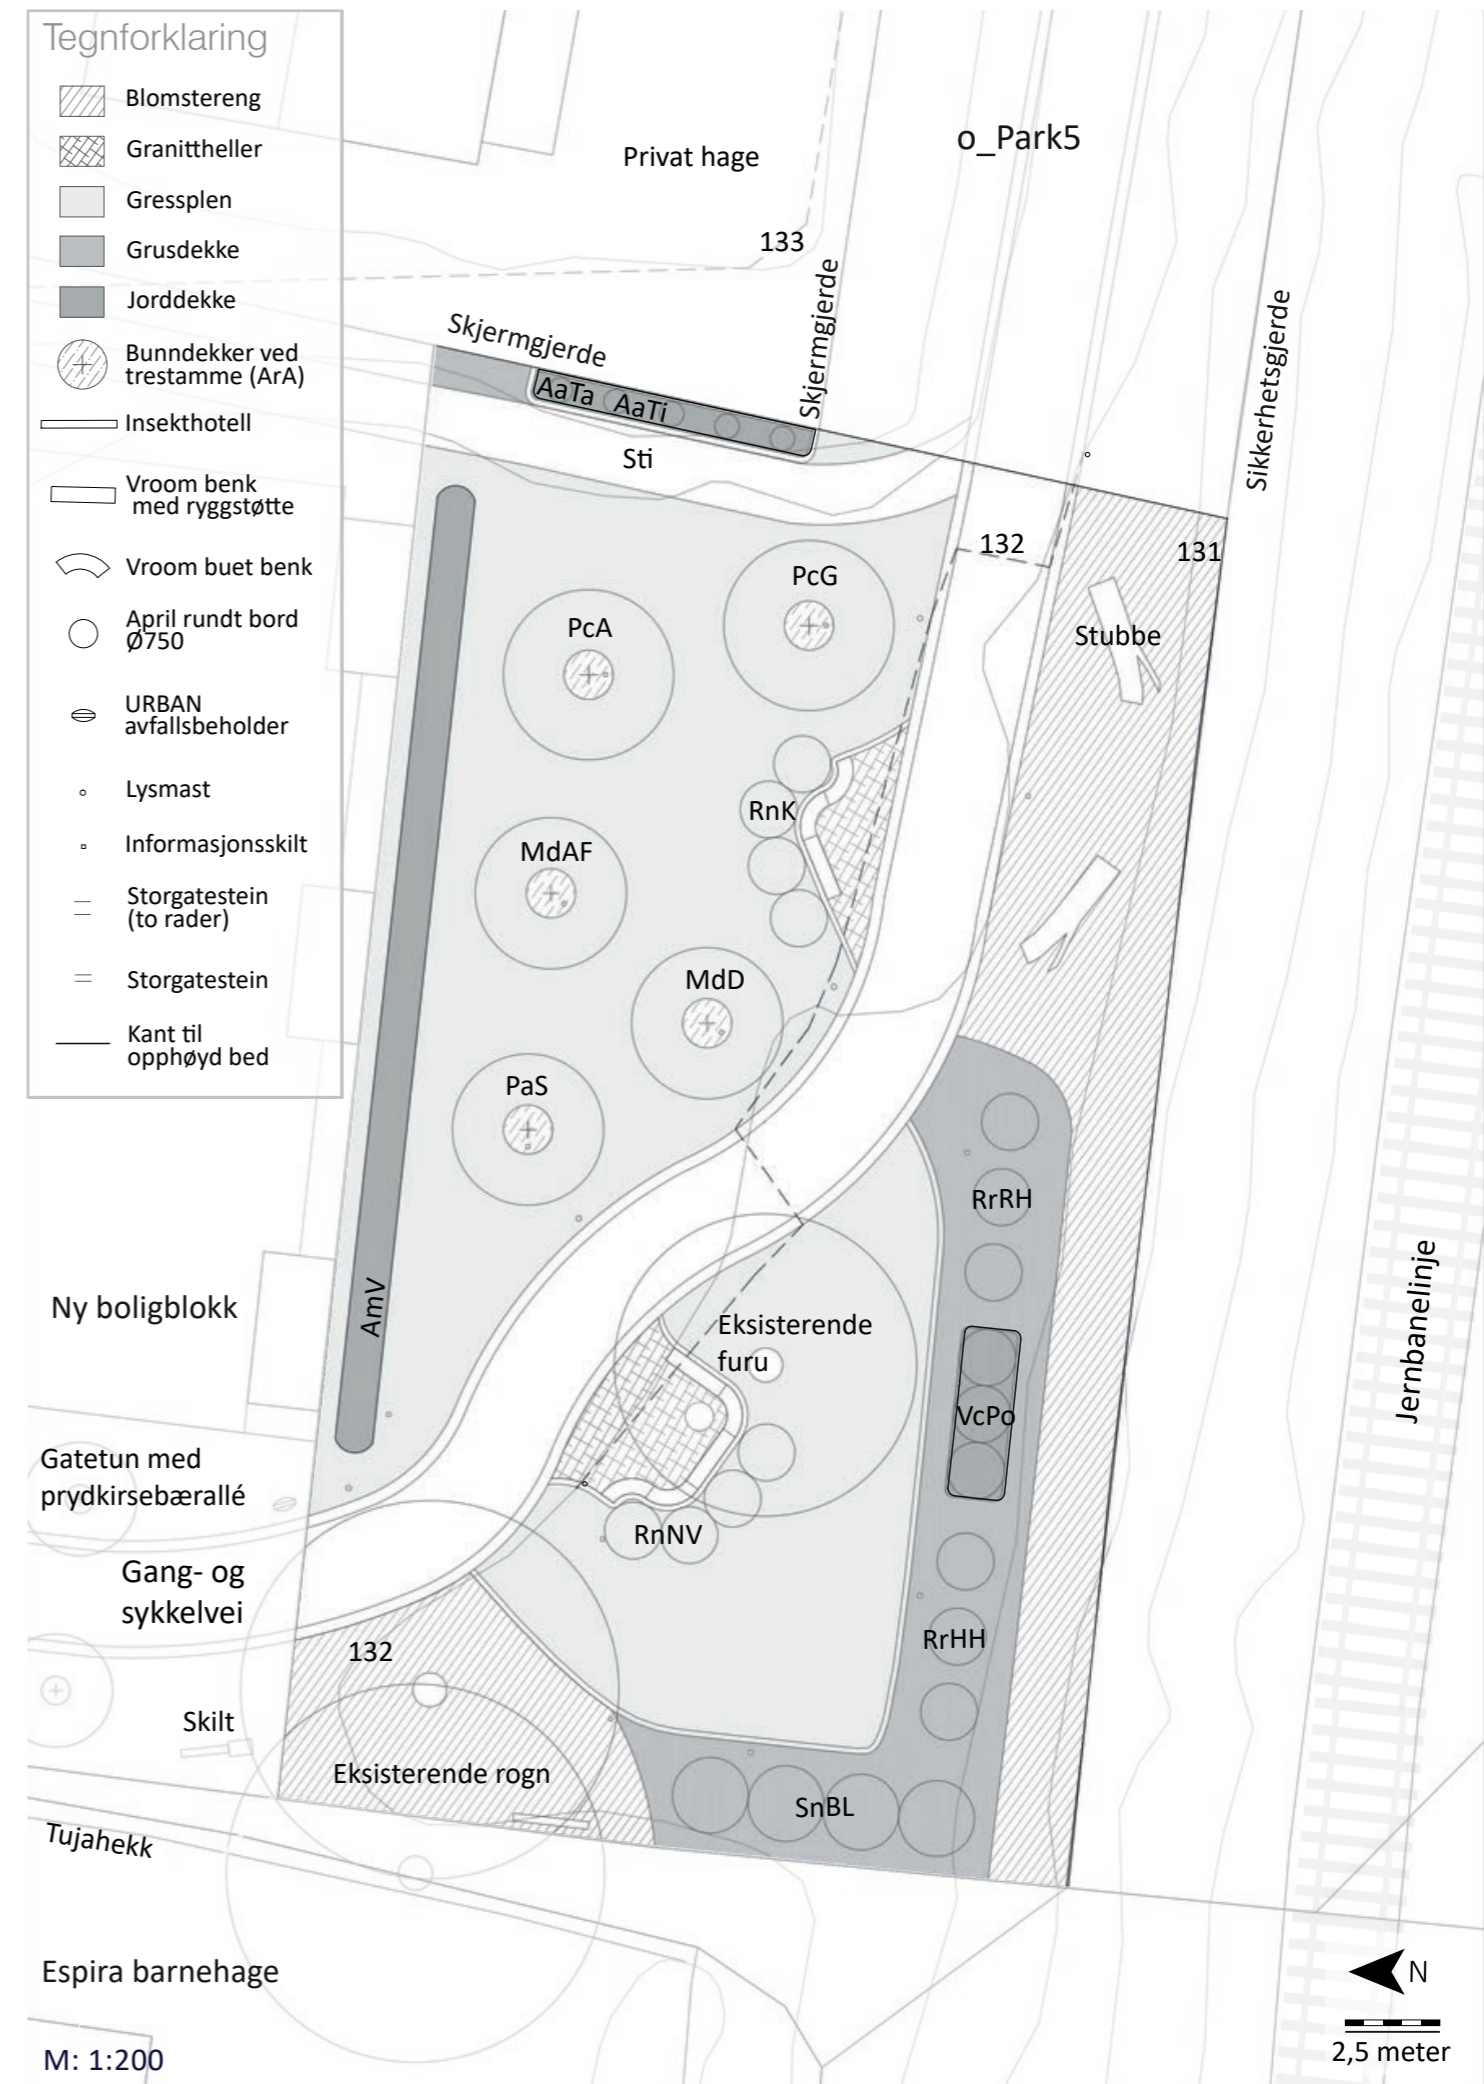 Tegnforklaring
Blomstereng
Granittheller
Gressplen
Grusdekke
Jorddekke
Bunndekker ved
trestamme (ArA)
Insekthotell
Vroom benk
med ryggstøtte
Vroom buet benk
April rundt bord
Ø750
URBAN
avfallsbeholder
Lysmast
Informasjonsskilt
Storgatestein
(to rader)
Storgatestein
Kant til
opphøyd bed
Privat hage
o_Park5
133
Skjermgjerde
Skjermgjerde
Sikkerhetsgjerde
AaTa
AaTi
Sti
132
131
PcG
PcA
Stubbe
RnK
MdAF
MdD
PaS
RrRH
AmV
Ny boligblokk
Eksisterende
furu
Jernbanelinje
VcPo
Gatetun med
prydkirsebærallé
RnNV
Gang- og
sykkelvei
RrHH
132
Skilt
Eksisterende rogn
SnBL
Tujahekk
Espira barnehage
N
M: 1:200
2,5 meter